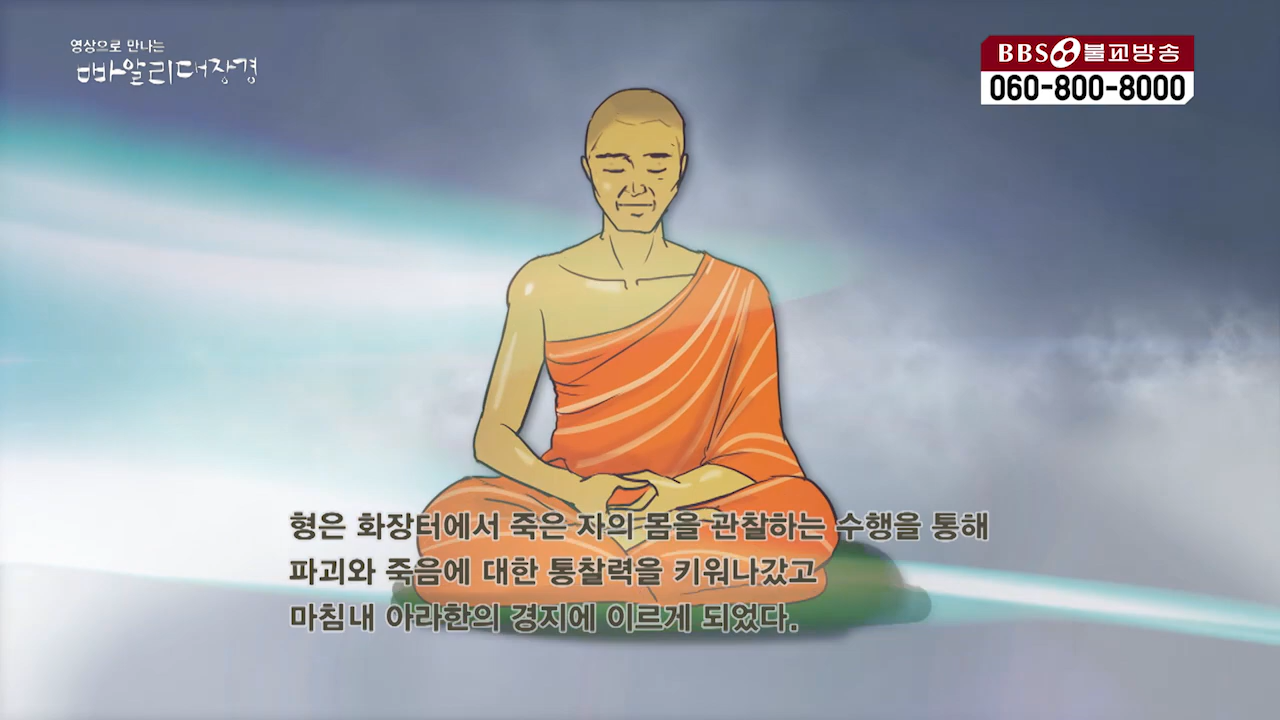 영상으로 만나는
빠알리대장경
BBS 불교방송
060-800-8000
형은 화장터에서 죽은 자의 몸을 관찰하는 수행을 통해
파괴와 죽음에 대한 통찰력을 키워나갔고
마침내 아라한의 경지에 이르게 되었다.